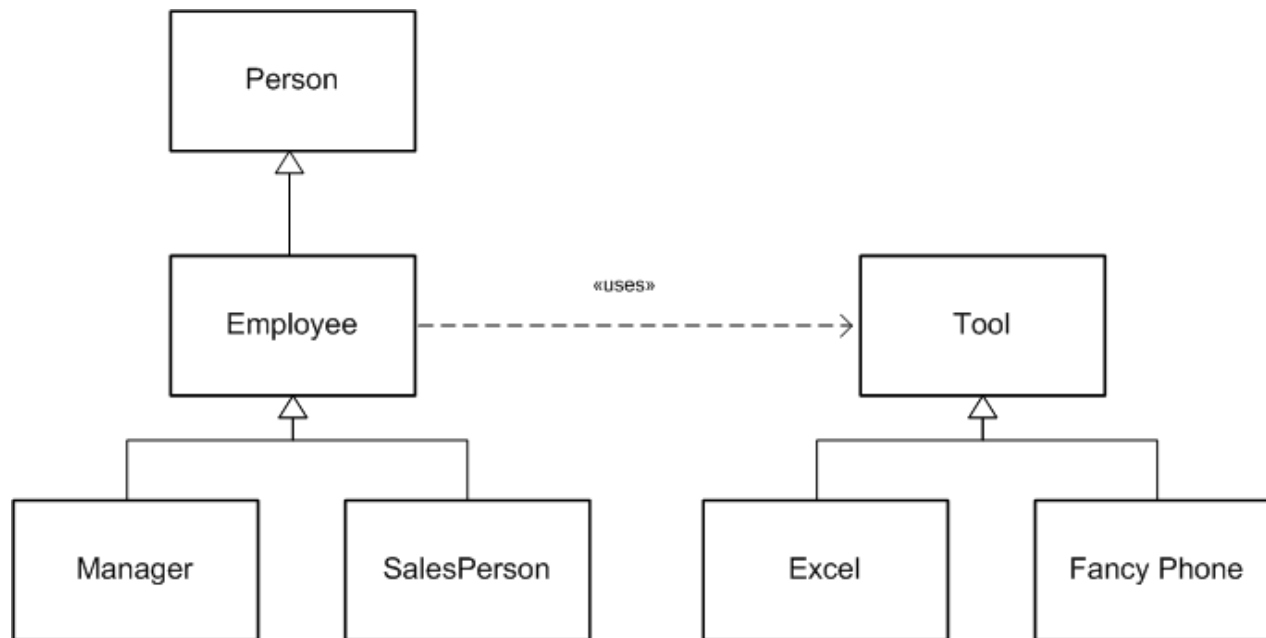 Person
Employee
«uses»
Tool
Manager
SalesPerson
Excel
Fancy Phone